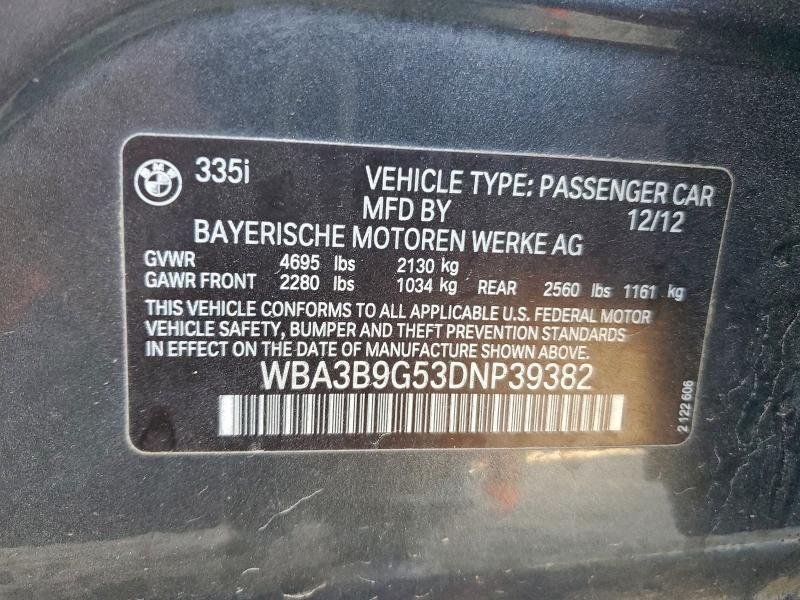 BMW 335i VEHICLE TYPE: PASSENGER CAR
MFD BY 12/12
BAYERISCHE MOTOREN WERKE AG
GVWR 4695 lbs 2130 kg
GAWR FRONT 2280 lbs 1034 kg REAR 2560 lbs 1161 kg
THIS VEHICLE CONFORMS TO ALL APPLICABLE U.S. FEDERAL MOTOR
VEHICLE SAFETY, BUMPER AND THEFT PREVENTION STANDARDS
IN EFFECT ON THE DATE OF MANUFACTURE SHOWN ABOVE.
WBA3B9G53DNP39382
2 122 606